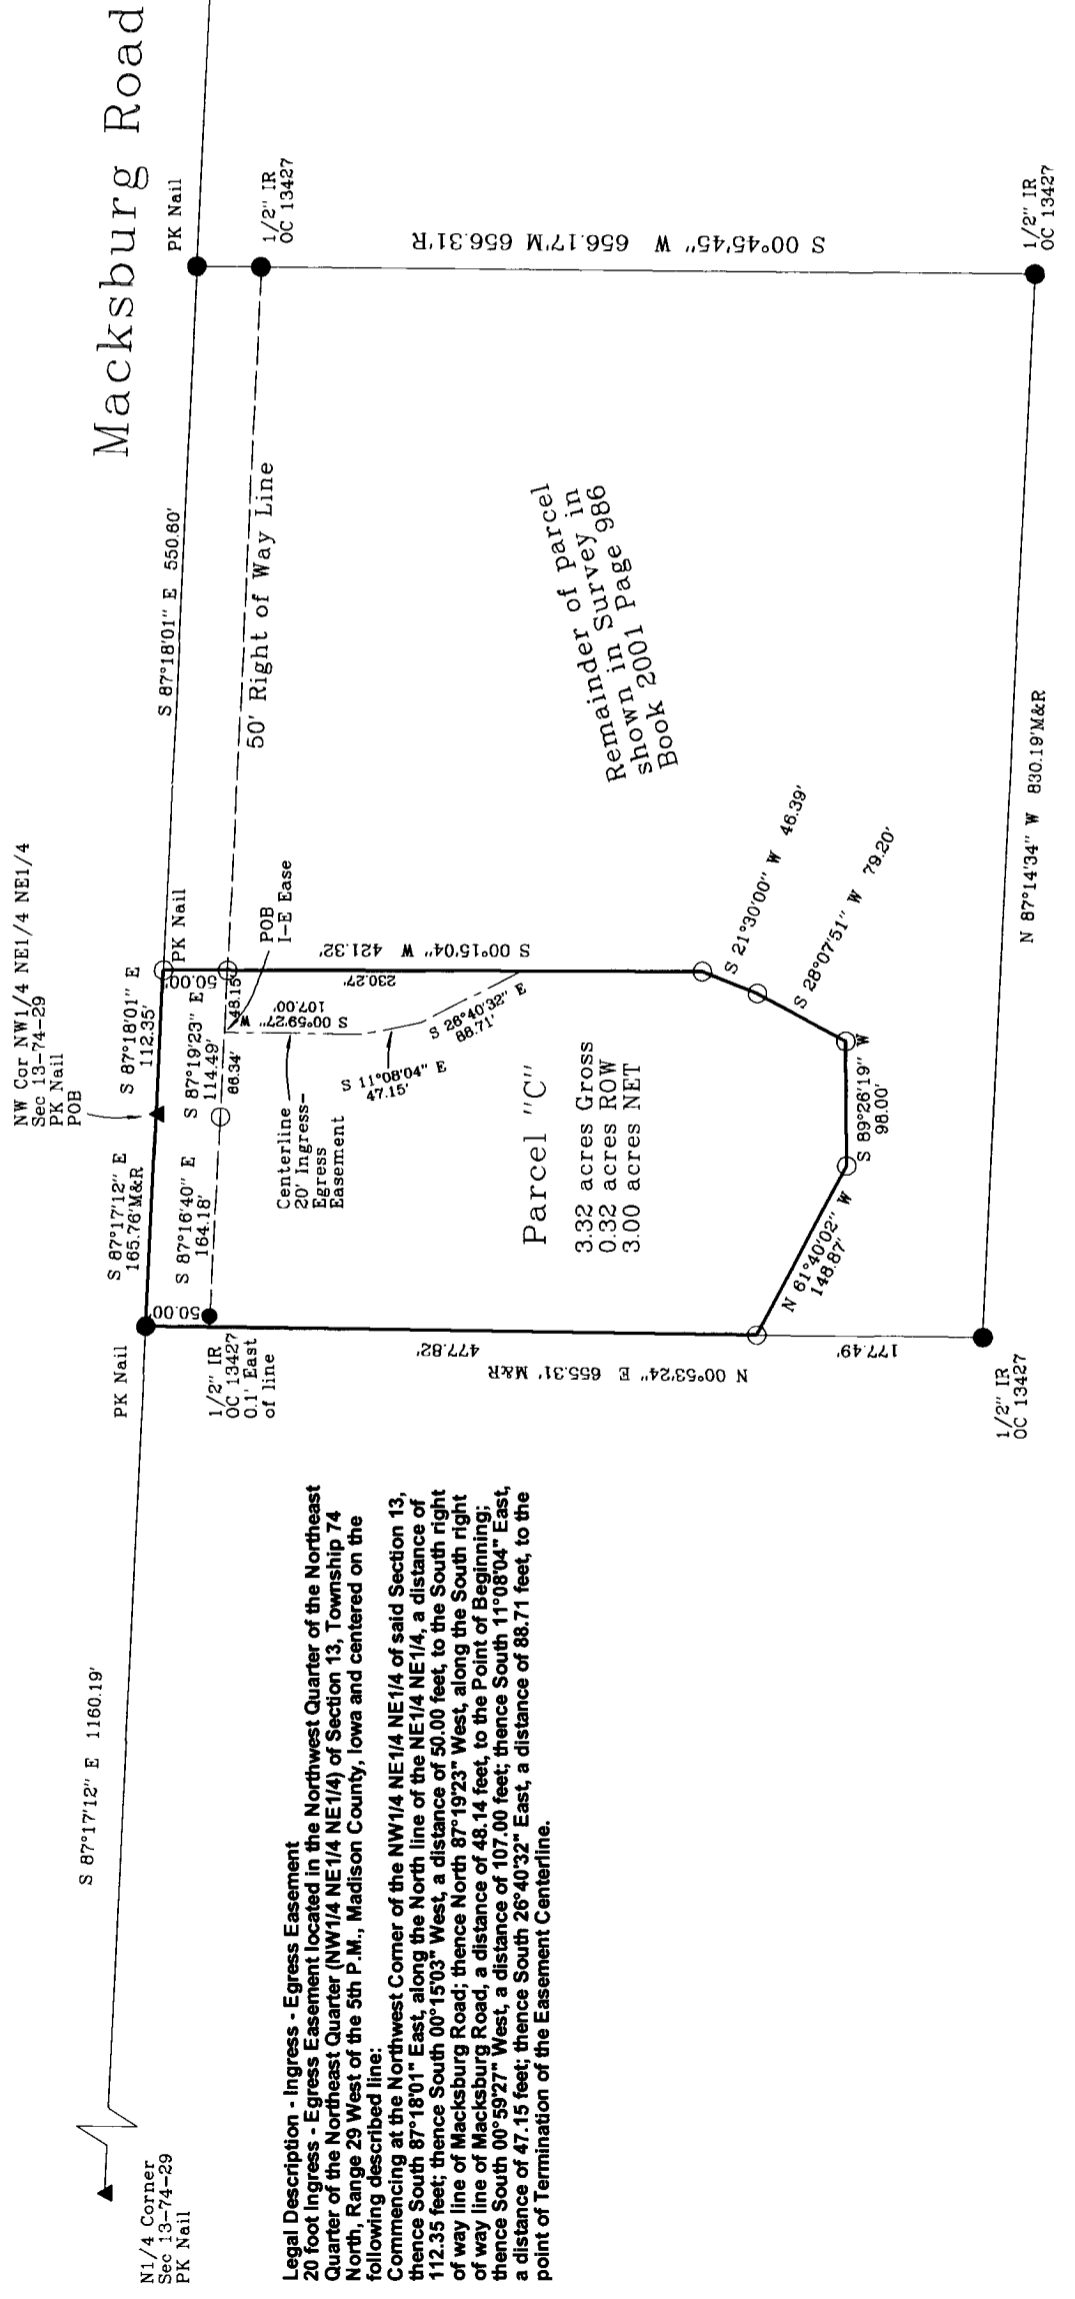 Macksburg Road
N1/4 Corner
Sec 13-74-29
PK Nail
S 87°17'12" E 1160.19'
PK Nail
S 87°17'12" E
165.76'M&R
NW Cor NW1/4 NE1/4 NE1/4
Sec 13-74-29
PK Nail
POB
S 87°18'01" E
112.35'
PK Nail
S 87°18'01" E 550.60'
PK Nail
1/2" IR
OC 13427
50.00'
S 87°16'40" E
164.18'
S 87°19'23" E
114.49'
66.34'
48.15'
50.00'
POB
I-E Ease
50' Right of Way Line
1/2" IR
OC 13427
0.1' East
of line
Centerline
20' Ingress-
Egress
Easement
S 00°59'27" W
107.00'
S 11°08'04" E
47.15'
S 26°40'32" E
88.71'
230.27'
S 00°15'04" W 421.32'
S 00°45'45" W 656.17'M 656.31'R
477.82'
N 00°53'24" E 655.31' M&R
177.49'
Parcel "C"
3.32 acres Gross
0.32 acres ROW
3.00 acres NET
Remainder of parcel
shown in Survey in
Book 2001 Page 986
S 21°30'00" W 46.39'
S 28°07'51" W 79.20'
S 89°26'19" W
98.00'
N 61°40'02" W
148.87'
1/2" IR
OC 13427
N 87°14'34" W 830.19'M&R
1/2" IR
OC 13427
Legal Description - Ingress - Egress Easement
20 foot Ingress - Egress Easement located in the Northwest Quarter of the Northeast
Quarter of the Northeast Quarter (NW1/4 NE1/4 NE1/4) of Section 13, Township 74
North, Range 29 West of the 5th P.M., Madison County, Iowa and centered on the
following described line:
Commencing at the Northwest Corner of the NW1/4 NE1/4 NE1/4 of said Section 13,
thence South 87°18'01" East, along the North line of the NE1/4 NE1/4, a distance of
112.35 feet; thence South 00°15'03" West, a distance of 50.00 feet, to the South right
of way line of Macksburg Road; thence North 87°19'23" West, along the South right
of way line of Macksburg Road, a distance of 48.14 feet, to the Point of Beginning;
thence South 00°59'27" West, a distance of 107.00 feet; thence South 11°08'04" East,
a distance of 47.15 feet; thence South 26°40'32" East, a distance of 88.71 feet, to the
point of Termination of the Easement Centerline.